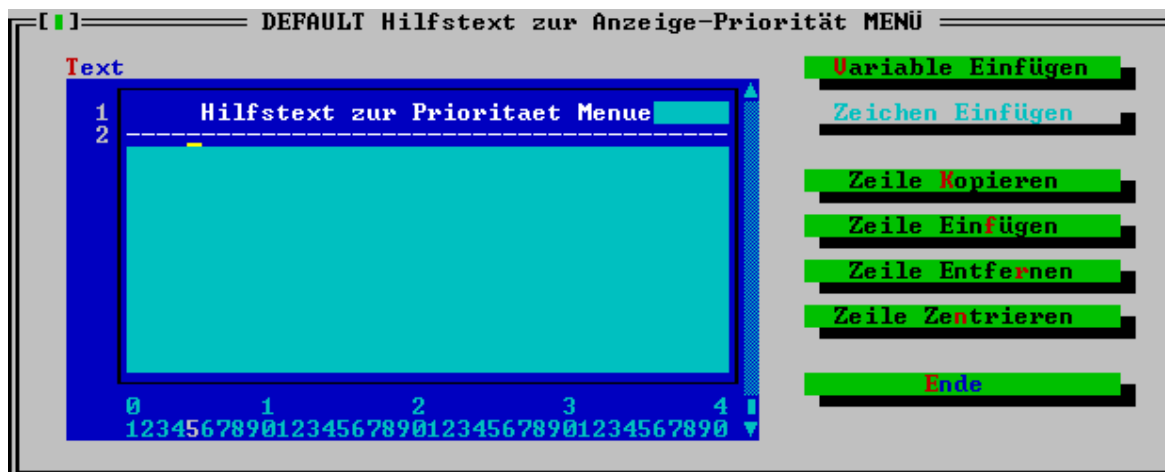 [▮] DEFAULT Hilfstext zur Anzeige-Priorität MENÜ
Text
1 Hilfstext zur Prioritaet Menue
2 ----------------------------------------
0 1 2 3 4
1234567890123456789012345678901234567890
Variable Einfügen
Zeichen Einfügen
Zeile Kopieren
Zeile Einfügen
Zeile Entfernen
Zeile Zentrieren
Ende